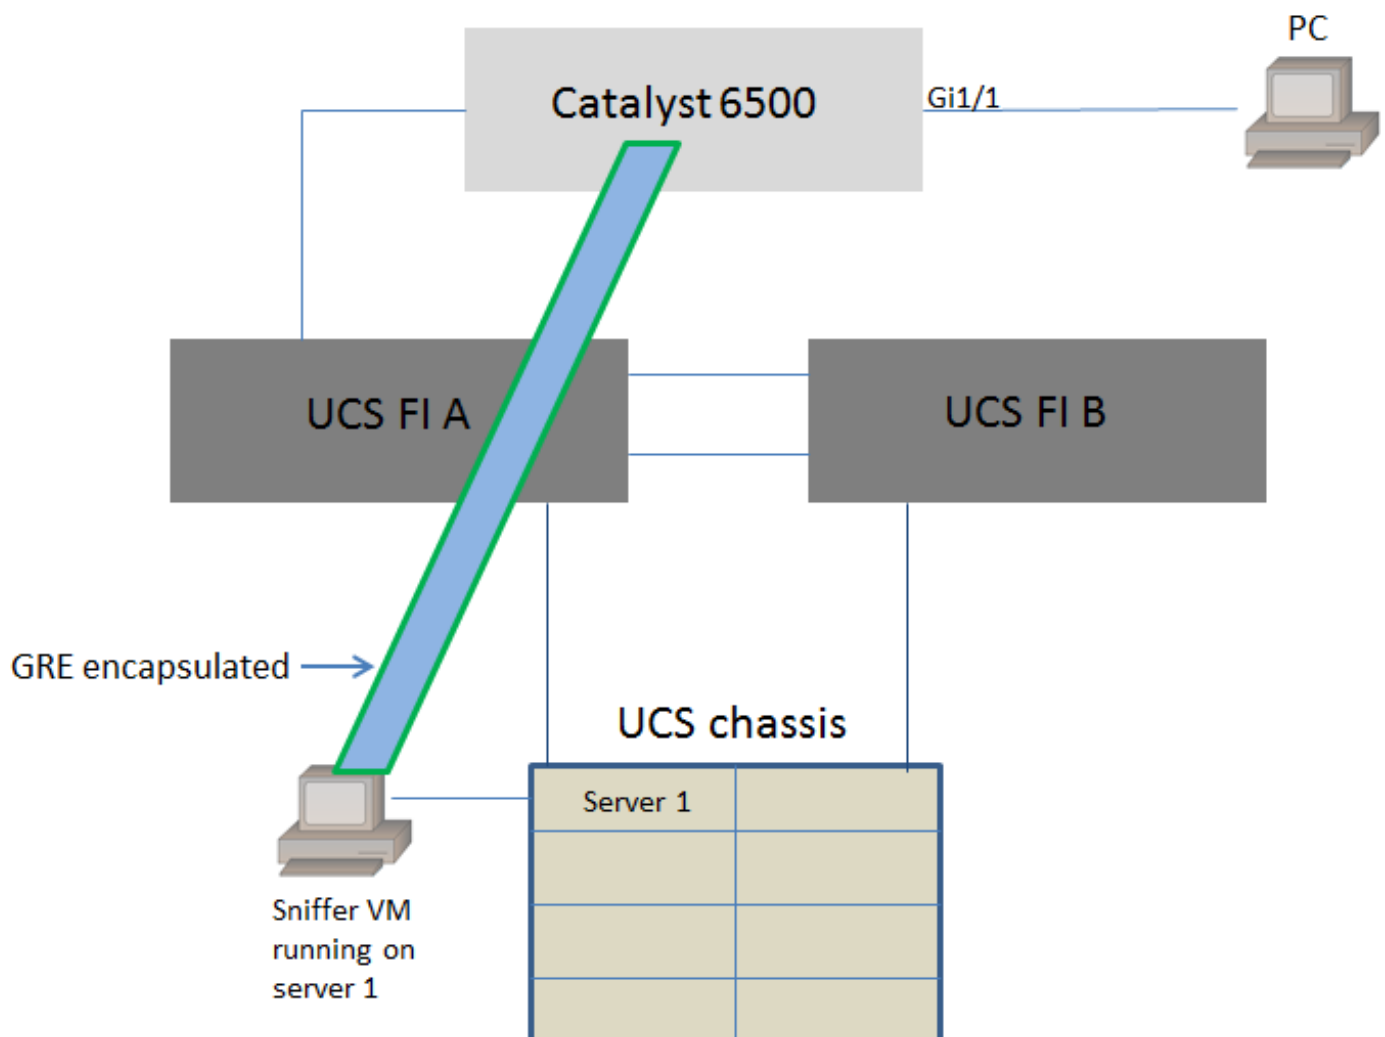 PC
Catalyst 6500
Gi1/1
UCS FI A
UCS FI B
GRE encapsulated
UCS chassis
Server 1
Sniffer VM
running on
server 1